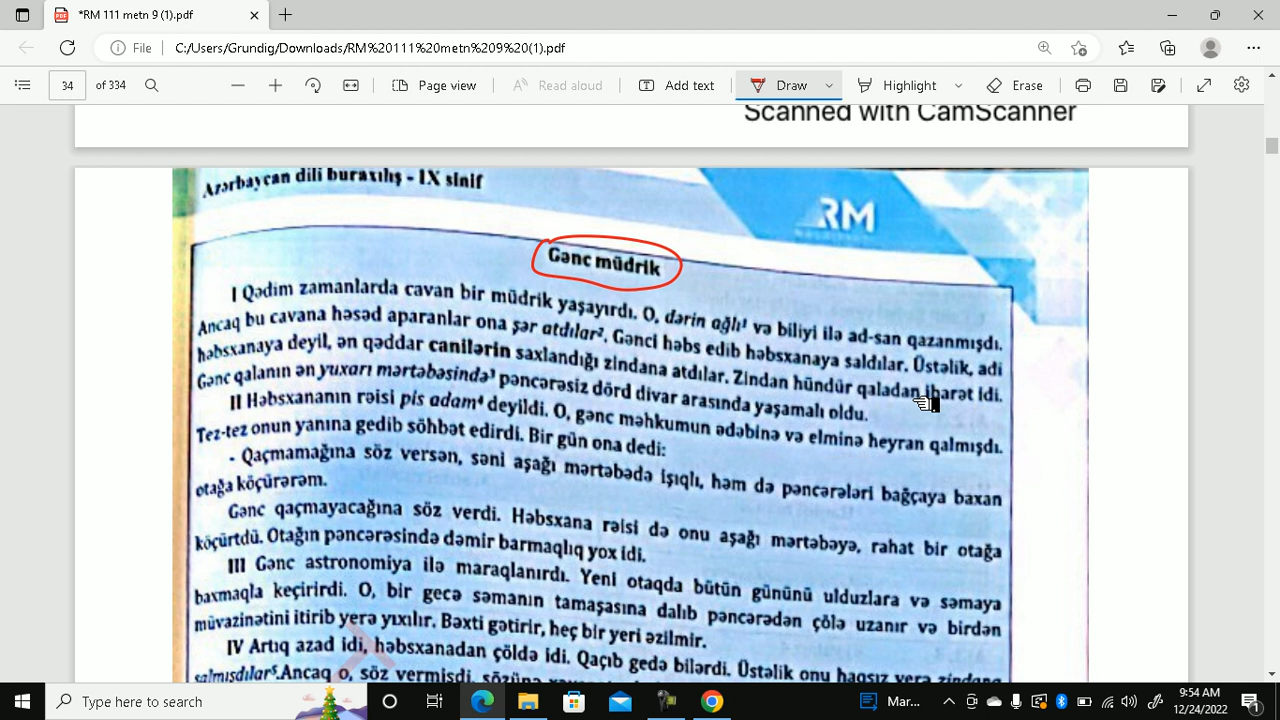 *RM 111 metn 9 (1).pdf
File C:/Users/Grundig/Downloads/RM%20111%20metn%209%20(1).pdf
34 of 334 Page view Read aloud Add text Draw Highlight Erase
Scanned with CamScanner
Azərbaycan dili buraxılış - IX sinif
RM
Gənc müdrik
I Qədim zamanlarda cavan bir müdrik yaşayırdı. O, dərin ağlı¹ və biliyi ilə ad-san qazanmışdı.
Ancaq bu cavana həsəd aparanlar ona şər atdılar². Gənci həbs edib həbsxanaya saldılar. Üstəlik, adi
həbsxanaya deyil, ən qəddar canilərin saxlandığı zindana atdılar. Zindan hündür qaladan ibarət idi.
Gənc qalanın ən yuxarı mərtəbəsində³ pəncərəsiz dörd divar arasında yaşamalı oldu.
II Həbsxananın rəisi pis adam⁴ deyildi. O, gənc məhkumun ədəbinə və elminə heyran qalmışdı.
Tez-tez onun yanına gedib söhbət edirdi. Bir gün ona dedi:
- Qaçmamağına söz versən, səni aşağı mərtəbədə işıqlı, həm də pəncərələri bağçaya baxan
otağa köçürərəm.
Gənc qaçmayacağına söz verdi. Həbsxana rəisi də onu aşağı mərtəbəyə, rahat bir otağa
köçürtdü. Otağın pəncərəsində dəmir barmaqlıq yox idi.
III Gənc astronomiya ilə maraqlanırdı. Yeni otaqda bütün gününü ulduzlara və səmaya
baxmaqla keçirirdi. O, bir gecə səmanın tamaşasına dalıb pəncərədən çölə uzanır və birdən
müvazinətini itirib yerə yıxılır. Bəxti gətirir, heç bir yeri əzilmir.
IV Artıq azad idi, həbsxanadan çöldə idi. Qaçıb gedə bilərdi. Üstəlik onu haqsız yerə zindana
salmışdılar⁵. Ancaq o, söz vermişdi, sözünə
Type here to search
Mar...
9:54 AM
12/24/2022
1